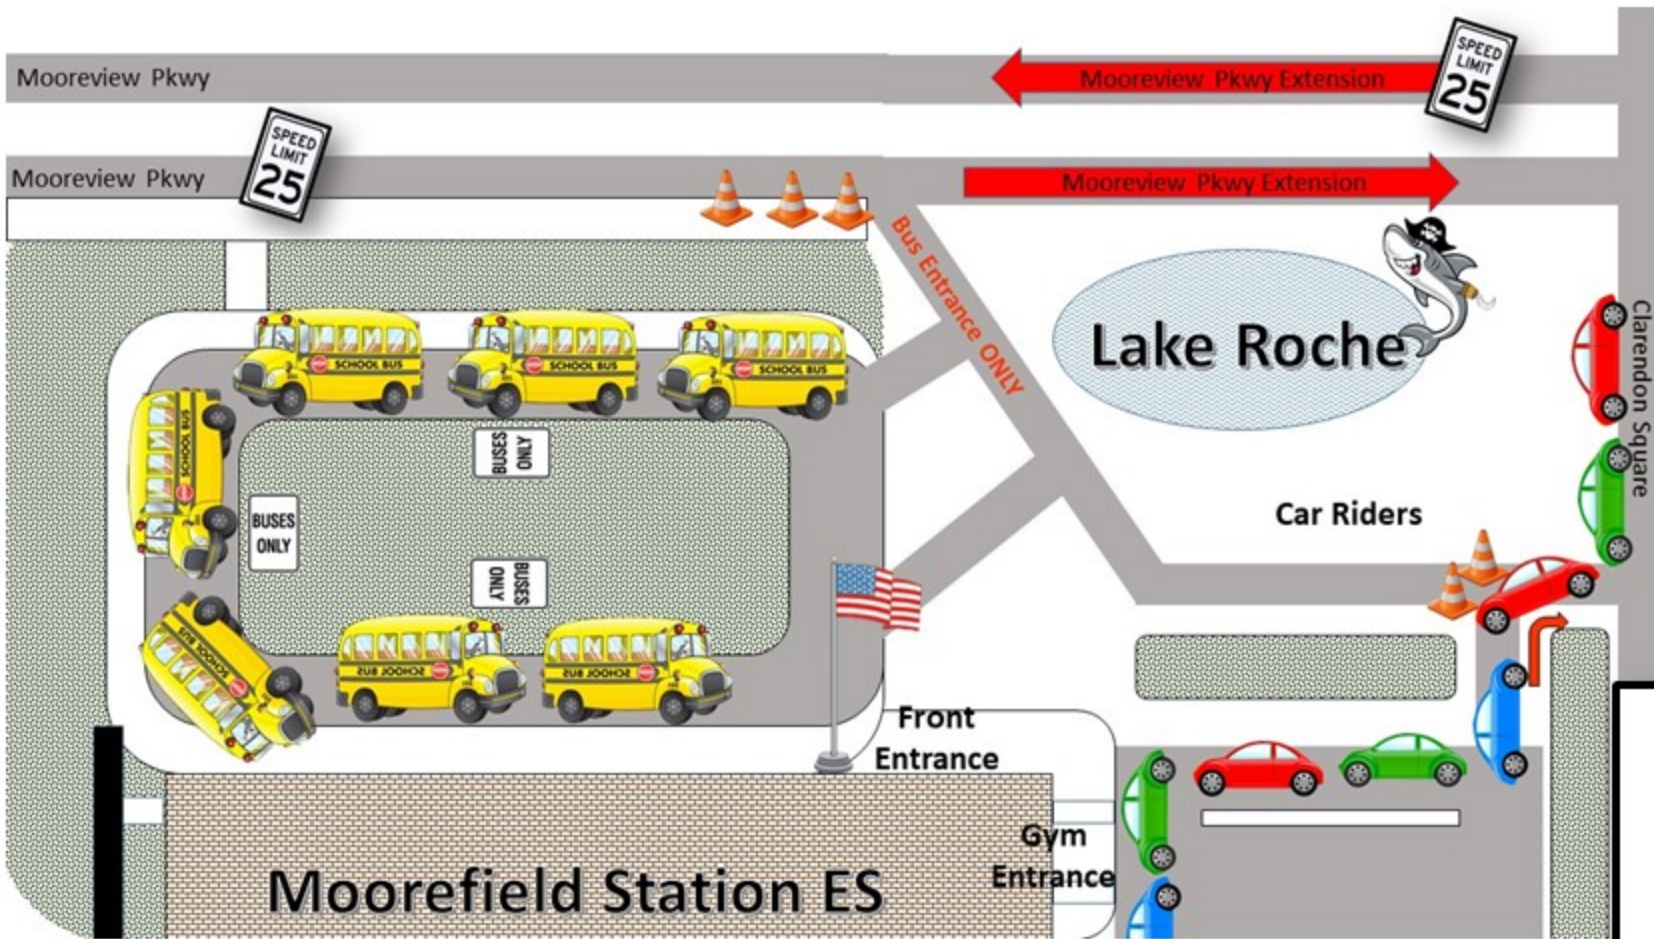 Mooreview Pkwy
Mooreview Pkwy Extension
SPEED
LIMIT
25
SPEED
LIMIT
25
Mooreview Pkwy
Mooreview Pkwy Extension
Bus Entrance ONLY
Lake Roche
Clarendon Square
SCHOOL BUS
SCHOOL BUS
SCHOOL BUS
SCHOOL BUS
BUSES
ONLY
BUSES
ONLY
BUSES
ONLY
Car Riders
SCHOOL BUS
SCHOOL BUS
SCHOOL BUS
Front
Entrance
Gym
Entrance
Moorefield Station ES